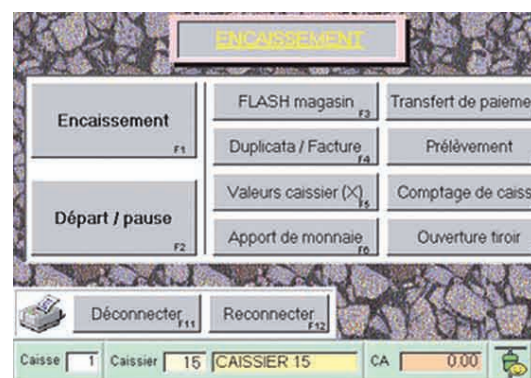 ENCAISSEMENT
Encaissement
F1
Départ / pause
F2
FLASH magasin F3
Duplicata / Facture F4
Valeurs caissier (X) F5
Apport de monnaie F6
Transfert de paieme
Prélèvement
Comptage de caiss
Ouverture tiroir
Déconnecter F11
Reconnecter F12
Caisse 1 Caissier 15 CAISSIER 15 CA 0.00